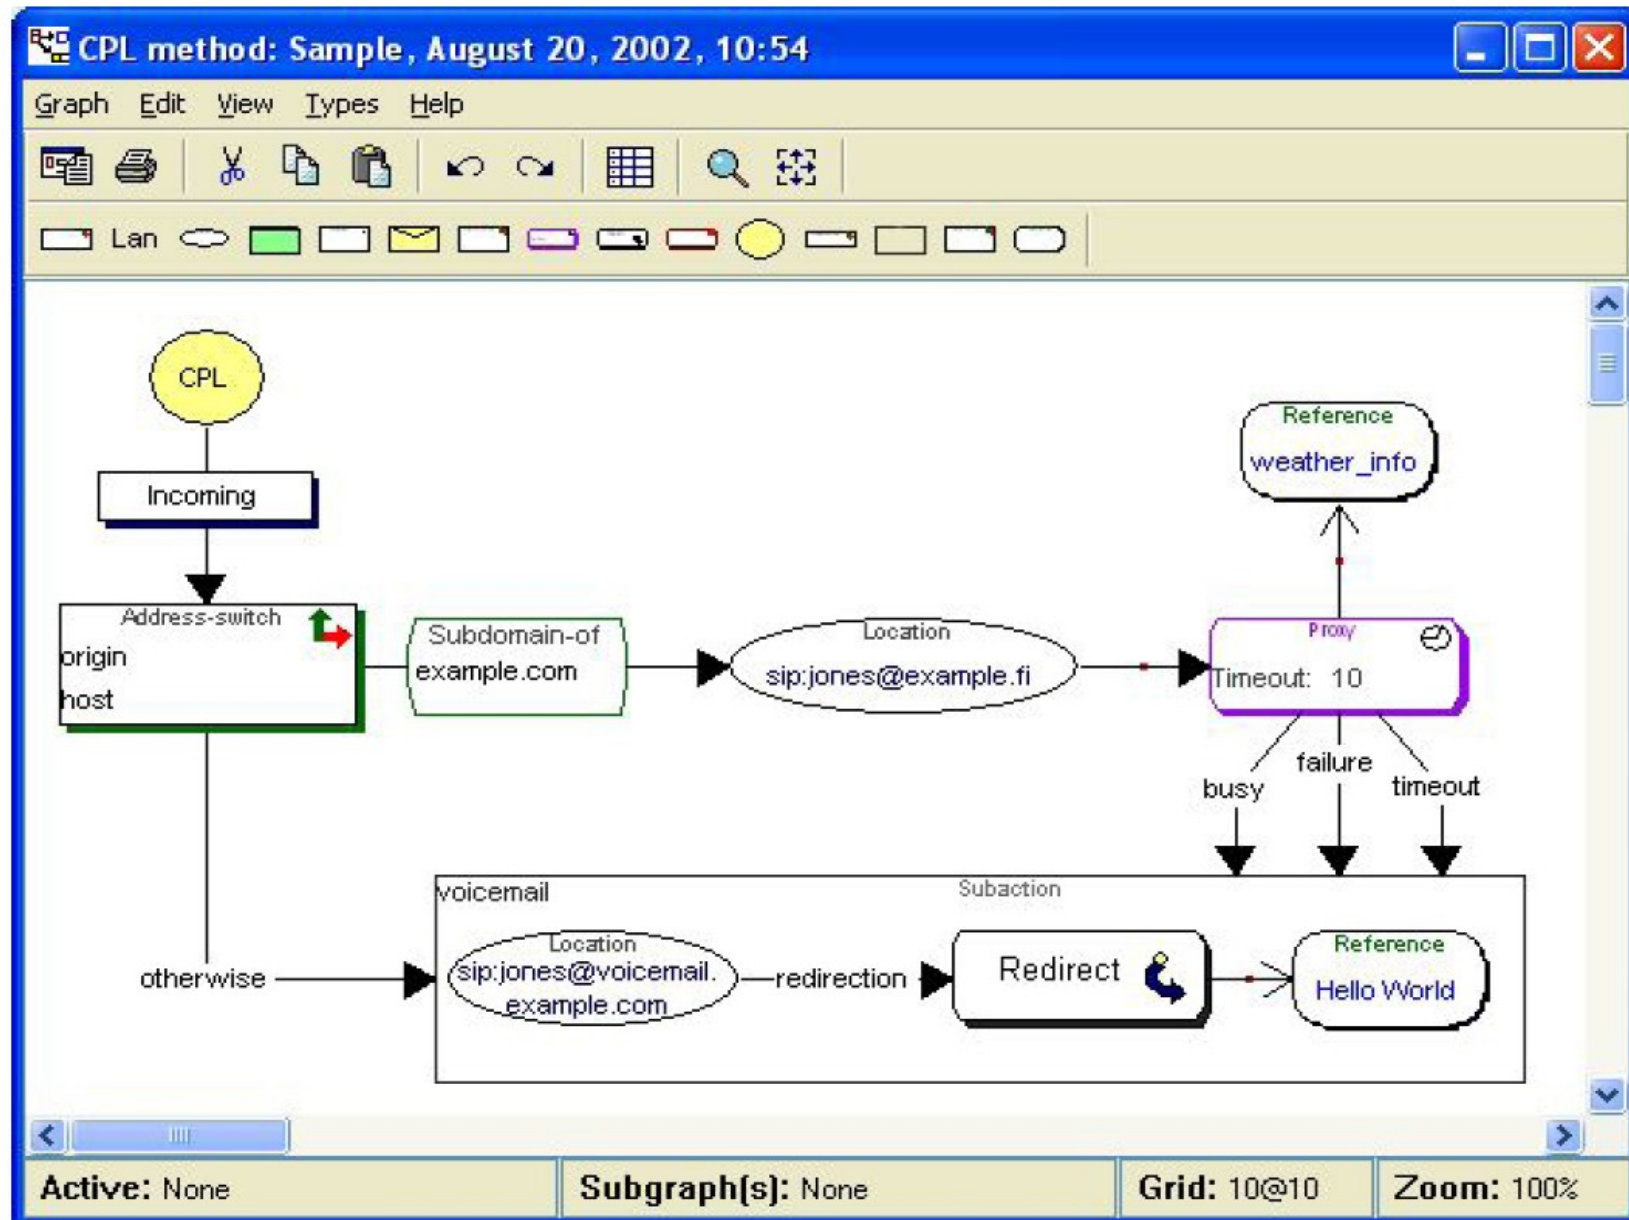 CPL method: Sample, August 20, 2002, 10:54
Graph Edit View Types Help
Lan
CPL
Incoming
Address-switch
origin
host
Subdomain-of
example.com
Location
sip:jones@example.fi
Reference
weather_info
Proxy
Timeout: 10
busy
failure
timeout
otherwise
voicemail
Subaction
Location
sip:jones@voicemail.
example.com
redirection
Redirect
Reference
Hello World
Active: None
Subgraph(s): None
Grid: 10@10
Zoom: 100%